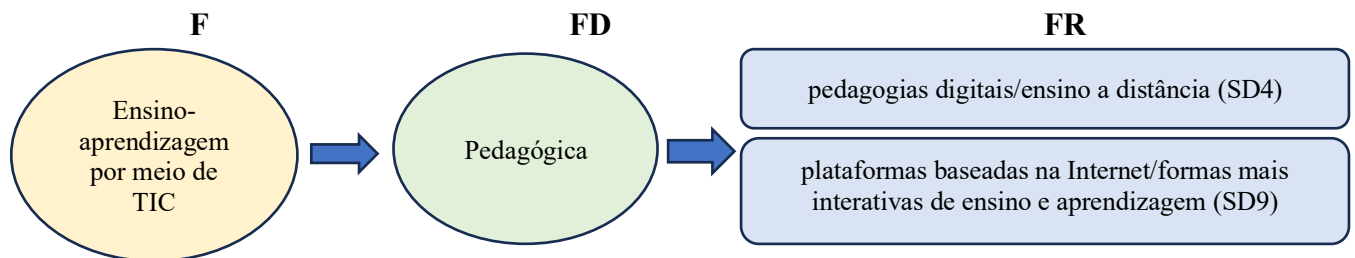 F
FD
FR
Ensino-
aprendizagem
por meio de
TIC
Pedagógica
pedagogias digitais/ensino a distância (SD4)
plataformas baseadas na Internet/formas mais
interativas de ensino e aprendizagem (SD9)